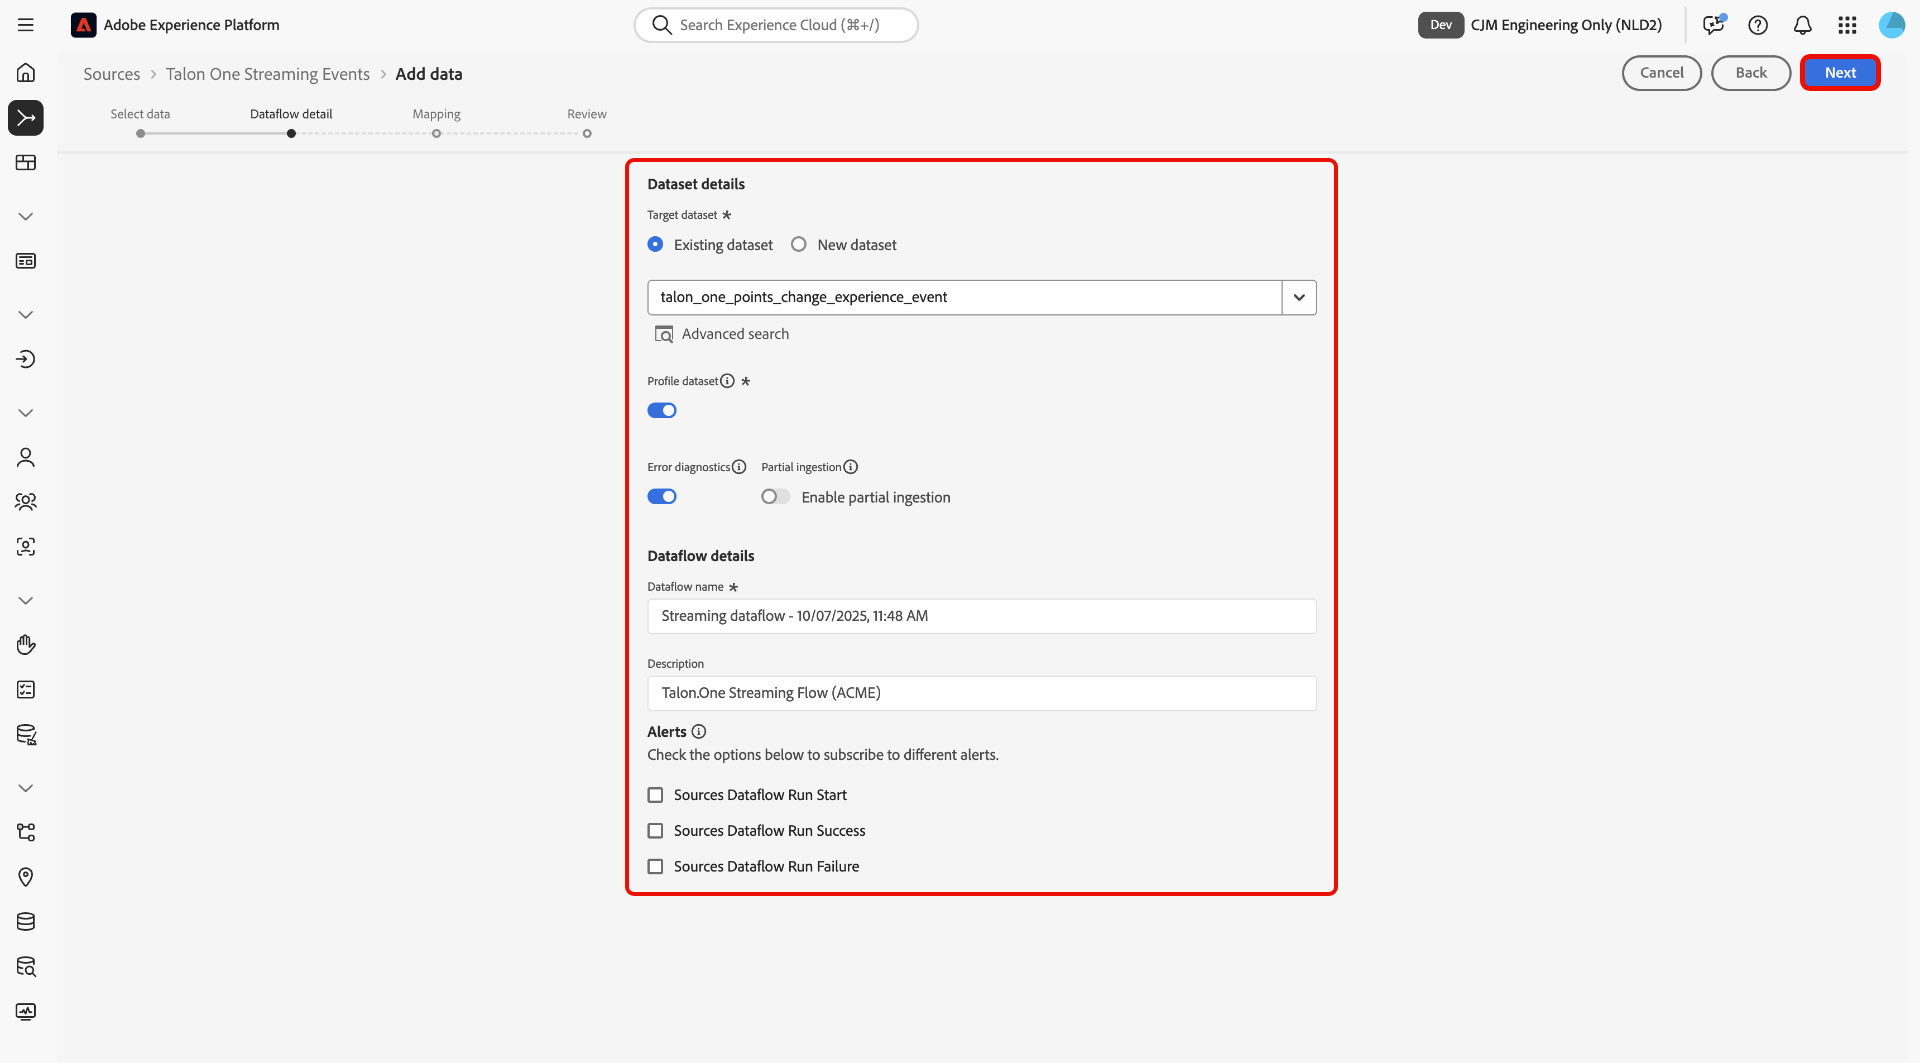 Adobe Experience Platform
Search Experience Cloud (⌘+/)
Dev
CJM Engineering Only (NLD2)
Sources > Talon One Streaming Events > Add data
Cancel
Back
Next
Select data
Dataflow detail
Mapping
Review
Dataset details
Target dataset *
Existing dataset
New dataset
talon_one_points_change_experience_event
Advanced search
Profile dataset *
Error diagnostics
Partial ingestion
Enable partial ingestion
Dataflow details
Dataflow name *
Streaming dataflow - 10/07/2025, 11:48 AM
Description
Talon.One Streaming Flow (ACME)
Alerts
Check the options below to subscribe to different alerts.
Sources Dataflow Run Start
Sources Dataflow Run Success
Sources Dataflow Run Failure